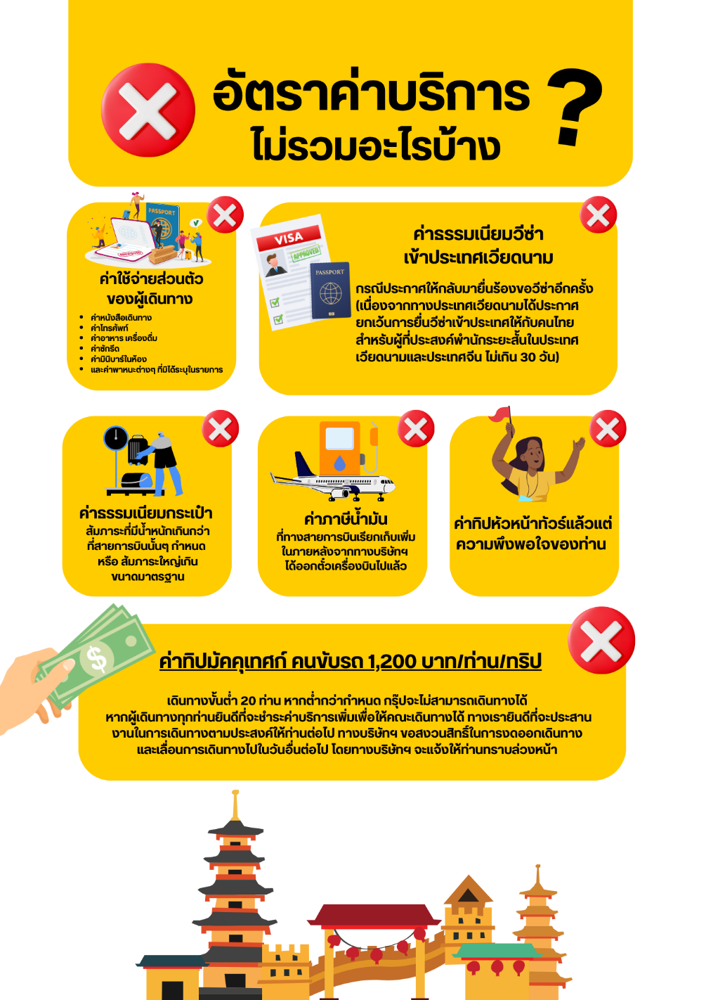 อัตราค่าบริการ ?
ไม่รวมอะไรบ้าง
PASSPORT
ค่าใช้จ่ายส่วนตัว
ของผู้เดินทาง
• ค่าหนังสือเดินทาง
• ค่าโทรศัพท์
• ค่าอาหาร เครื่องดื่ม
• ค่าซักรีด
• ค่ามินิบาร์ในห้อง
• และค่าพาหนะต่างๆ ที่มิได้ระบุในรายการ
VISA
APPROVED
PASSPORT
ค่าธรรมเนียมวีซ่า
เข้าประเทศเวียดนาม
กรณีประกาศให้กลับมายื่นร้องขอวีซ่าอีกครั้ง
(เนื่องจากทางประเทศเวียดนามได้ประกาศ
ยกเว้นการยื่นวีซ่าเข้าประเทศให้กับคนไทย
สำหรับผู้ที่ประสงค์พำนักระยะสั้นในประเทศ
เวียดนามและประเทศจีน ไม่เกิน 30 วัน)
ค่าธรรมเนียมกระเป๋า
สัมภาระที่มีน้ำหนักเกินกว่า
ที่สายการบินนั้นๆ กำหนด
หรือ สัมภาระใหญ่เกิน
ขนาดมาตรฐาน
ค่าภาษีน้ำมัน
ที่ทางสายการบินเรียกเก็บเพิ่ม
ในภายหลังจากทางบริษัทฯ
ได้ออกตั๋วเครื่องบินไปแล้ว
ค่าทิปหัวหน้าทัวร์แล้วแต่
ความพึงพอใจของท่าน
$
ค่าทิปมัคคุเทศก์ คนขับรถ 1,200 บาท/ท่าน/ทริป
เดินทางขั้นต่ำ 20 ท่าน หากต่ำกว่ากำหนด กรุ๊ปจะไม่สามารถเดินทางได้
หากผู้เดินทางทุกท่านยินดีที่จะชำระค่าบริการเพิ่มเพื่อให้คณะเดินทางได้ ทางเรายินดีที่จะประสาน
งานในการเดินทางตามประสงค์ให้ท่านต่อไป ทางบริษัทฯ ขอสงวนสิทธิ์ในการงดออกเดินทาง
และเลื่อนการเดินทางไปในวันอื่นต่อไป โดยทางบริษัทฯ จะแจ้งให้ท่านทราบล่วงหน้า